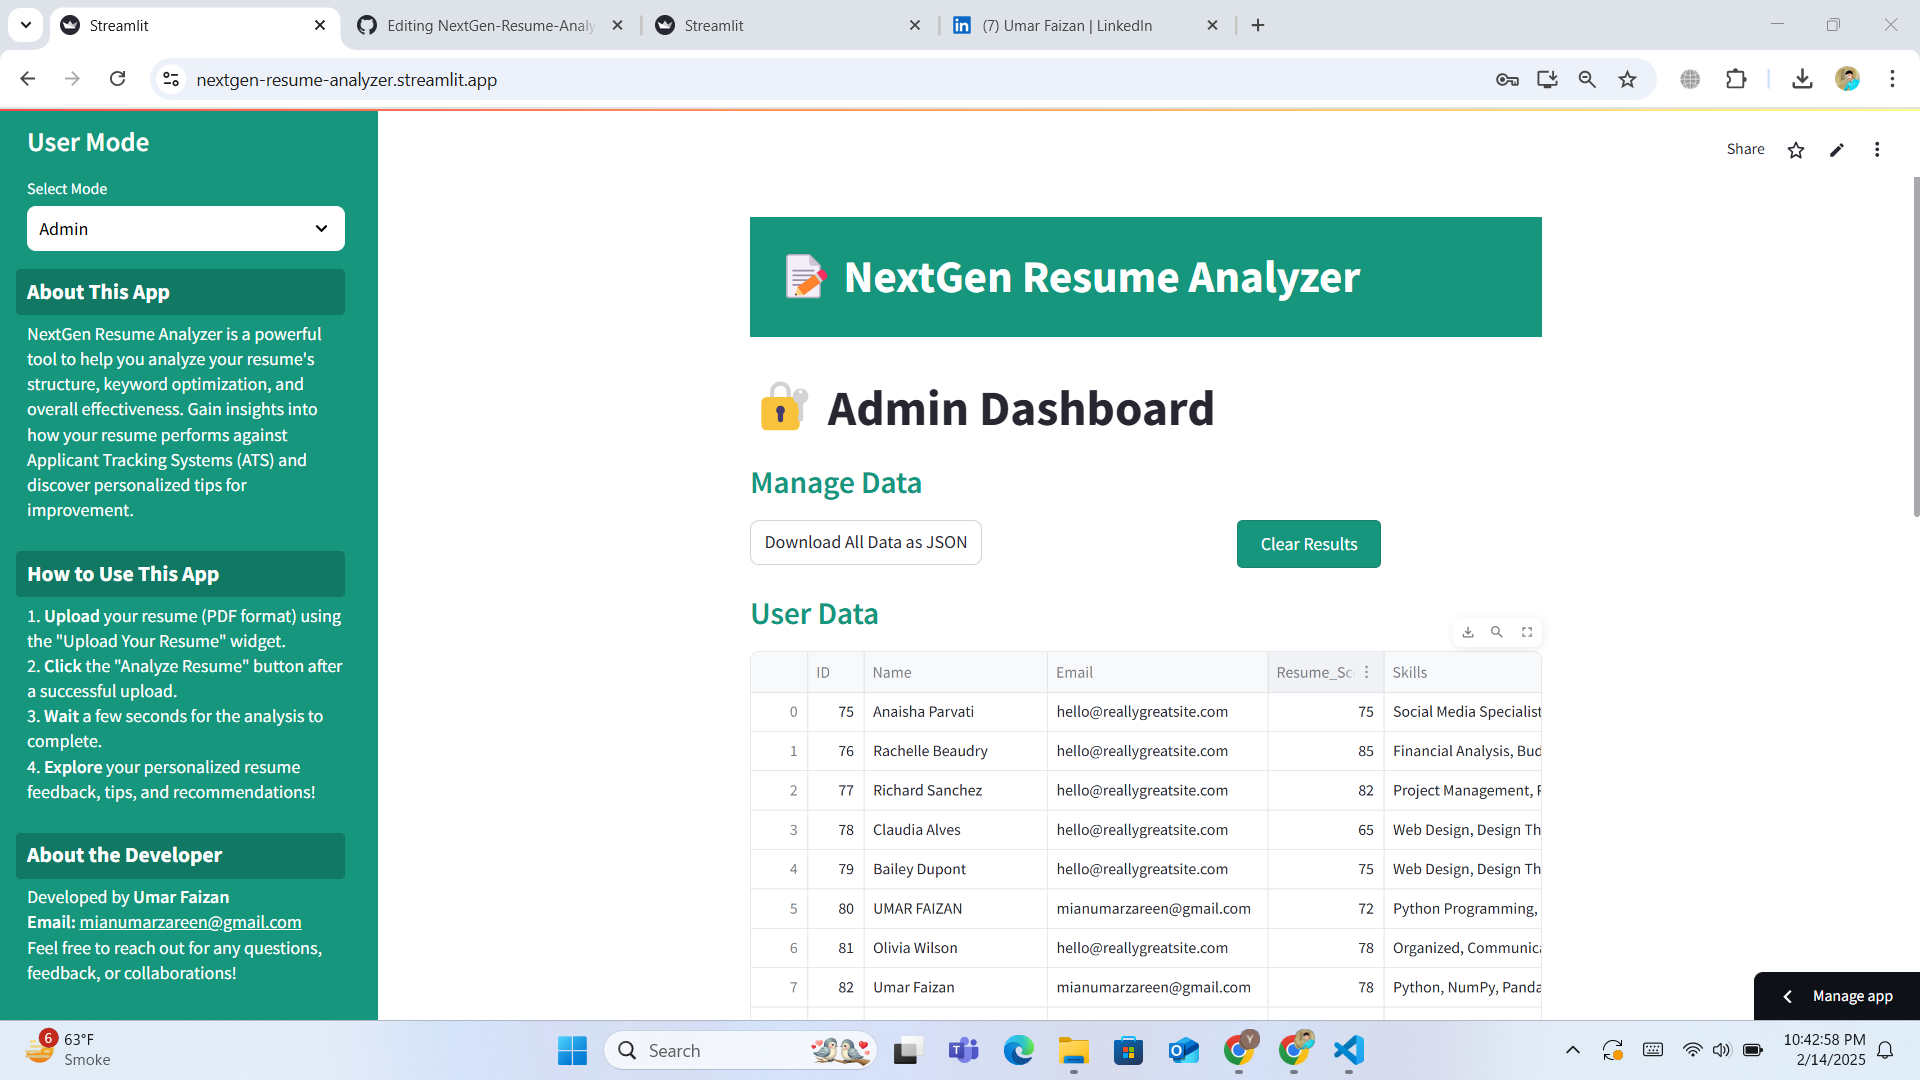 Streamlit
Editing NextGen-Resume-Analy
Streamlit
(7) Umar Faizan | LinkedIn
nextgen-resume-analyzer.streamlit.app
User Mode
Select Mode
Admin
About This App
NextGen Resume Analyzer is a powerful
tool to help you analyze your resume's
structure, keyword optimization, and
overall effectiveness. Gain insights into
how your resume performs against
Applicant Tracking Systems (ATS) and
discover personalized tips for
improvement.
How to Use This App
1. Upload your resume (PDF format) using
the "Upload Your Resume" widget.
2. Click the "Analyze Resume" button after
a successful upload.
3. Wait a few seconds for the analysis to
complete.
4. Explore your personalized resume
feedback, tips, and recommendations!
About the Developer
Developed by Umar Faizan
Email: mianumarzareen@gmail.com
Feel free to reach out for any questions,
feedback, or collaborations!
Share
NextGen Resume Analyzer
Admin Dashboard
Manage Data
Download All Data as JSON
Clear Results
User Data
ID Name Email Resume_Sc Skills
0 75 Anaisha Parvati hello@reallygreatsite.com 75 Social Media Specialist
1 76 Rachelle Beaudry hello@reallygreatsite.com 85 Financial Analysis, Bud
2 77 Richard Sanchez hello@reallygreatsite.com 82 Project Management, P
3 78 Claudia Alves hello@reallygreatsite.com 65 Web Design, Design Th
4 79 Bailey Dupont hello@reallygreatsite.com 75 Web Design, Design Th
5 80 UMAR FAIZAN mianumarzareen@gmail.com 72 Python Programming,
6 81 Olivia Wilson hello@reallygreatsite.com 78 Organized, Communica
7 82 Umar Faizan mianumarzareen@gmail.com 78 Python, NumPy, Panda
Manage app
6
63°F
Smoke
Search
Y
10:42:58 PM
2/14/2025